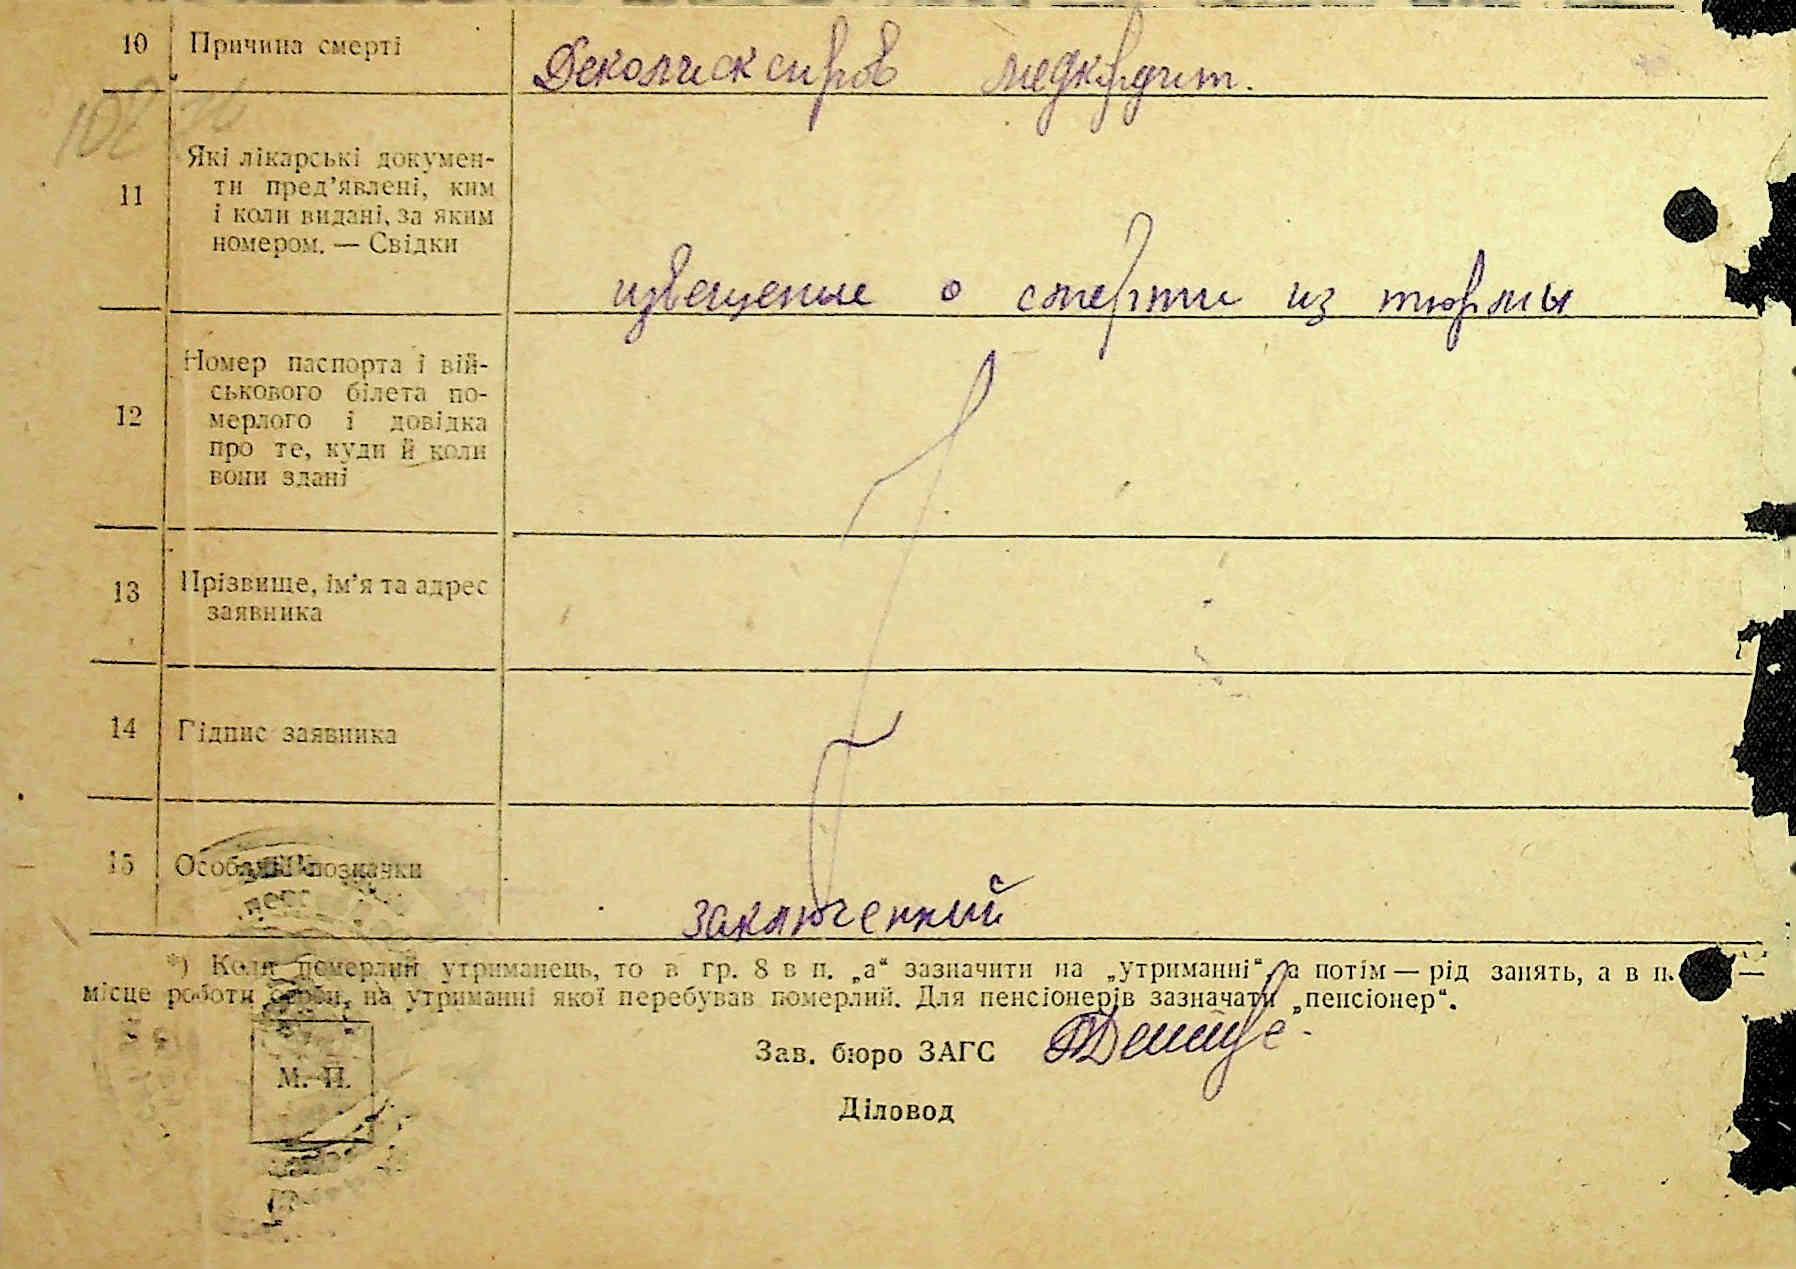 10 Причина смерті Декомпсксиров медкрдит.
11 Які лікарські докумен-
ти пред’явлені, ким
і коли видані, за яким
номером. — Свідки
извещение о смерти из тюрмы
12 Номер паспорта і вій-
ськового білета по-
мерлого і довідка
про те, куди й коли
вони здані
13 Прізвище, ім’я та адрес
заявника
14 Підпис заявника
15 Особливі позначки
заключенный
*) Коли померлий утриманець, то в гр. 8 в п. „а“ зазначити на „утриманні“, а потім — рід занять, а в п. —
місце роботи особи, на утриманні якої перебував померлий. Для пенсіонерів зазначати „пенсіонер“.
Зав. бюро ЗАГС
М. П.
Діловод